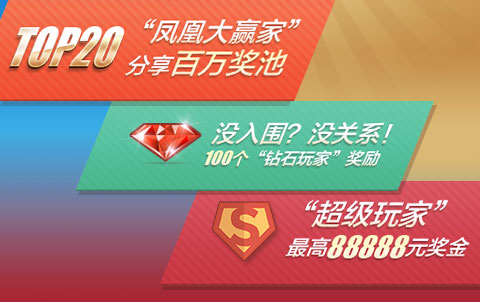 TOP20
“凤凰大赢家”
分享百万奖池
没入围？没关系！
100个“钻石玩家”奖励
S
“超级玩家”
最高88888元奖金